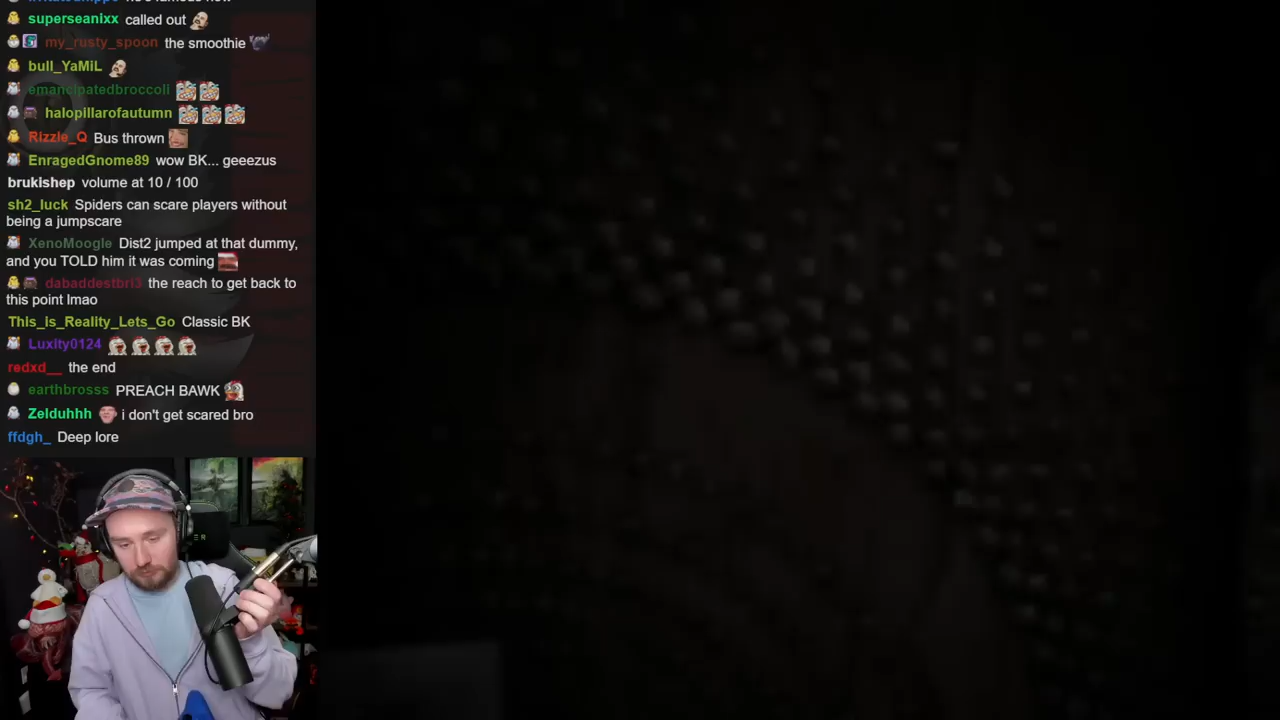 superseanixx called out
my_rusty_spoon the smoothie
bull_YaMiL
emancipatedbroccoli
halopillarofautumn
Rizzle_Q Bus thrown
EnragedGnome89 wow BK... geeezus
brukishep volume at 10 / 100
sh2_luck Spiders can scare players without
being a jumpscare
XenoMoogle Dist2 jumped at that dummy,
and you TOLD him it was coming
dabaddestbri3 the reach to get back to
this point lmao
This_is_Reality_Lets_Go Classic BK
Luxity0124
redxd__ the end
earthbrosss PREACH BAWK
Zelduhhh i don't get scared bro
ffdgh_ Deep lore